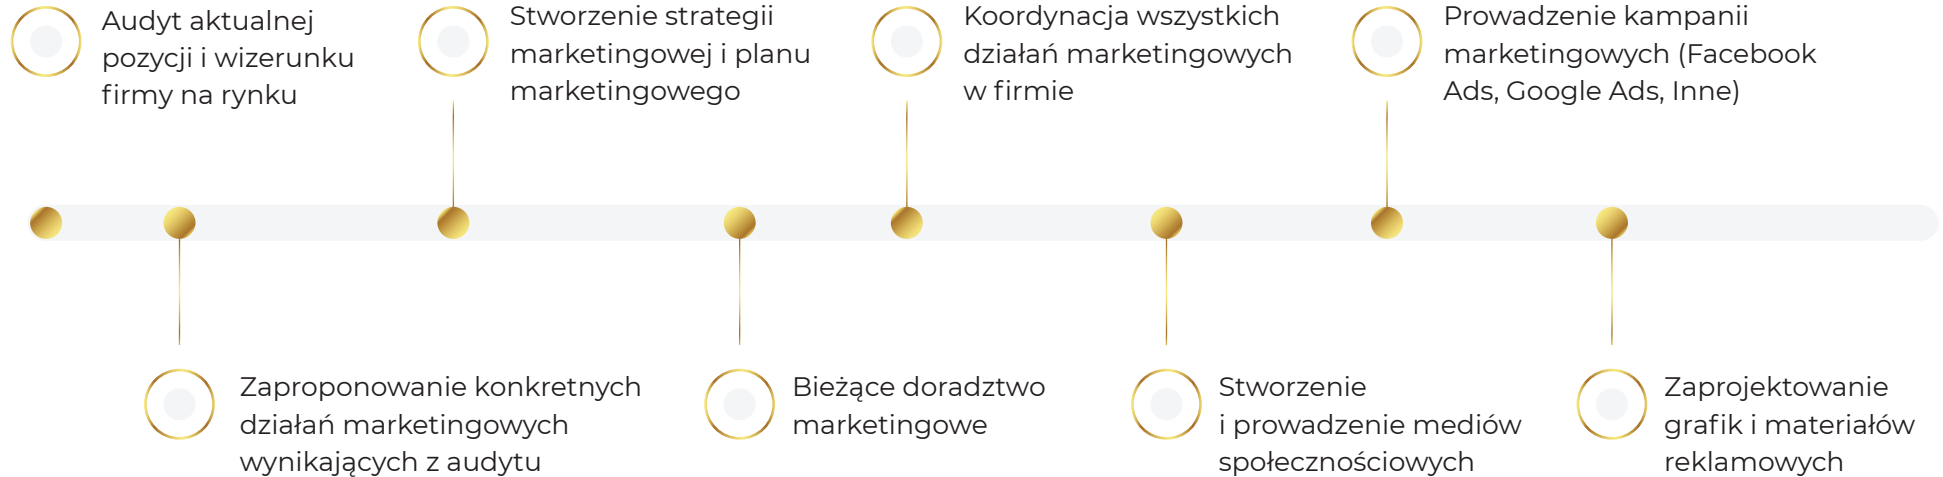 Audyt aktualnej
pozycji i wizerunku
firmy na rynku
Zaproponowanie konkretnych
działań marketingowych
wynikających z audytu
Stworzenie strategii
marketingowej i planu
marketingowego
Bieżące doradztwo
marketingowe
Koordynacja wszystkich
działań marketingowych
w firmie
Stworzenie
i prowadzenie mediów
społecznościowych
Prowadzenie kampanii
marketingowych (Facebook
Ads, Google Ads, Inne)
Zaprojektowanie
grafik i materiałów
reklamowych